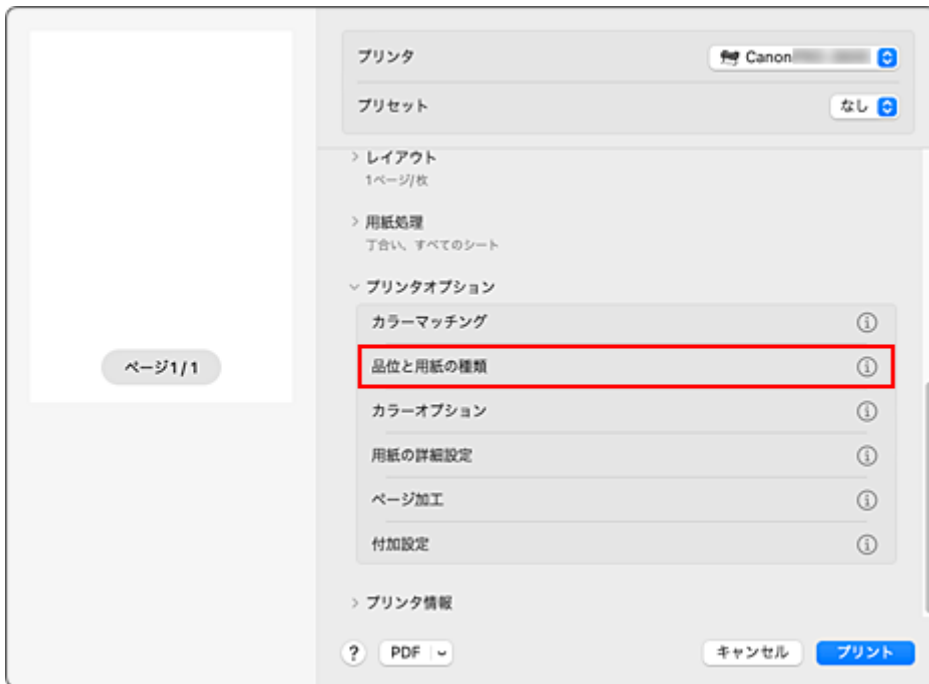 プリンタ
Canon
プリセット
なし
レイアウト
1ページ/枚
用紙処理
丁合い、すべてのシート
プリンタオプション
カラーマッチング
品位と用紙の種類
カラーオプション
用紙の詳細設定
ページ加工
付加設定
プリンタ情報
ページ1/1
? PDF キャンセル プリント